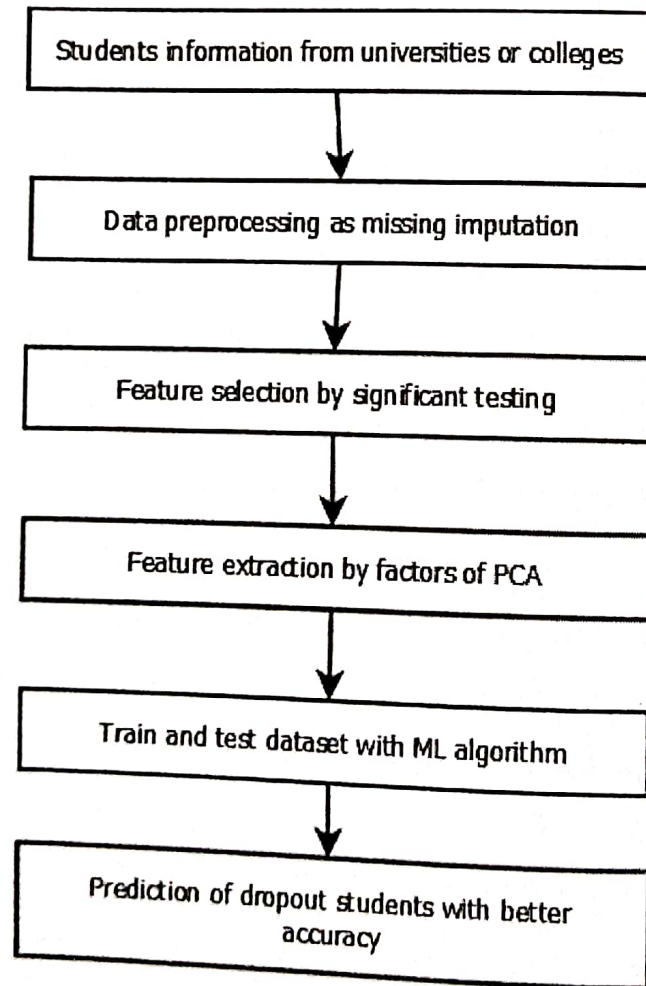 Students information from universities or colleges
Data preprocessing as missing imputation
Feature selection by significant testing
Feature extraction by factors of PCA
Train and test dataset with ML algorithm
Prediction of dropout students with better
accuracy